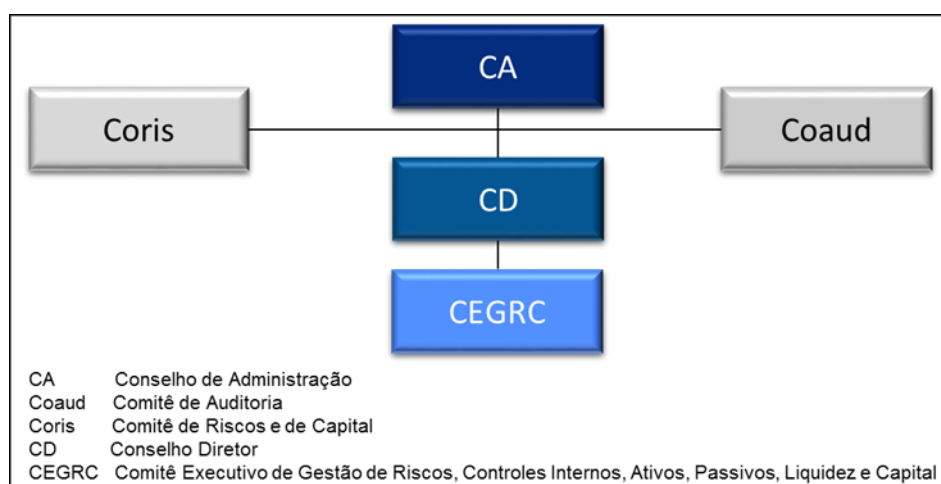 CA
Coris
Coaud
CD
CEGRC
CA Conselho de Administração
Coaud Comitê de Auditoria
Coris Comitê de Riscos e de Capital
CD Conselho Diretor
CEGRC Comitê Executivo de Gestão de Riscos, Controles Internos, Ativos, Passivos, Liquidez e Capital